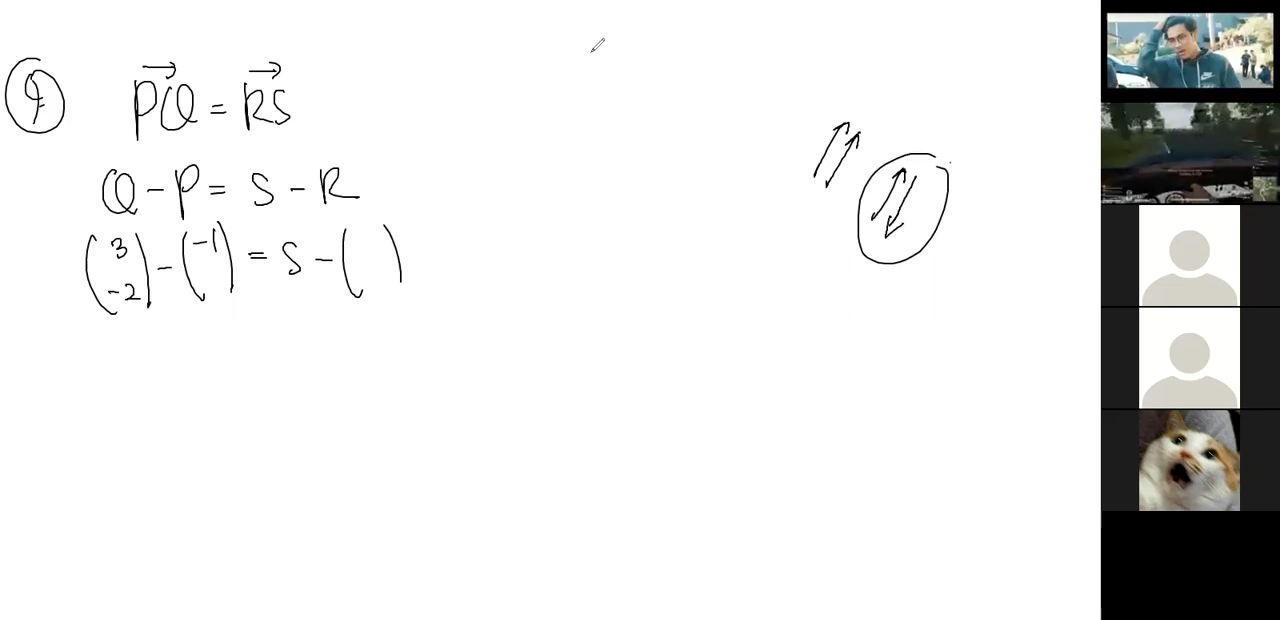 9 PQ = RS
Q - P = S - R
(3 -2) - (-1 ) = S - ( )